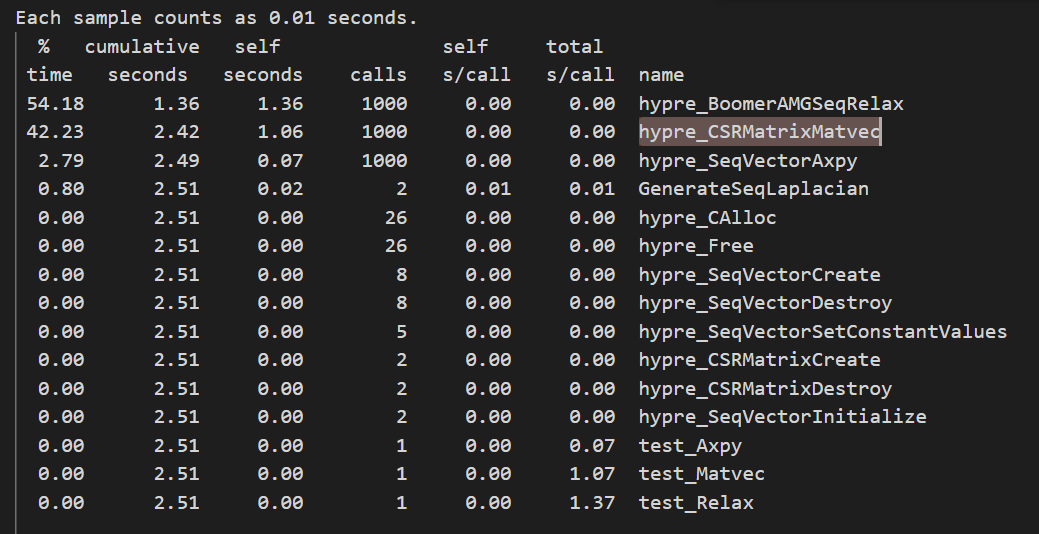 Each sample counts as 0.01 seconds.
% cumulative self self total
time seconds seconds calls s/call s/call name
54.18 1.36 1.36 1000 0.00 0.00 hypre_BoomerAMGSeqRelax
42.23 2.42 1.06 1000 0.00 0.00 hypre_CSRMatrixMatvec
2.79 2.49 0.07 1000 0.00 0.00 hypre_SeqVectorAxpy
0.80 2.51 0.02 2 0.01 0.01 GenerateSeqLaplacian
0.00 2.51 0.00 26 0.00 0.00 hypre_CAlloc
0.00 2.51 0.00 26 0.00 0.00 hypre_Free
0.00 2.51 0.00 8 0.00 0.00 hypre_SeqVectorCreate
0.00 2.51 0.00 8 0.00 0.00 hypre_SeqVectorDestroy
0.00 2.51 0.00 5 0.00 0.00 hypre_SeqVectorSetConstantValues
0.00 2.51 0.00 2 0.00 0.00 hypre_CSRMatrixCreate
0.00 2.51 0.00 2 0.00 0.00 hypre_CSRMatrixDestroy
0.00 2.51 0.00 2 0.00 0.00 hypre_SeqVectorInitialize
0.00 2.51 0.00 1 0.00 0.07 test_Axpy
0.00 2.51 0.00 1 0.00 1.07 test_Matvec
0.00 2.51 0.00 1 0.00 1.37 test_Relax